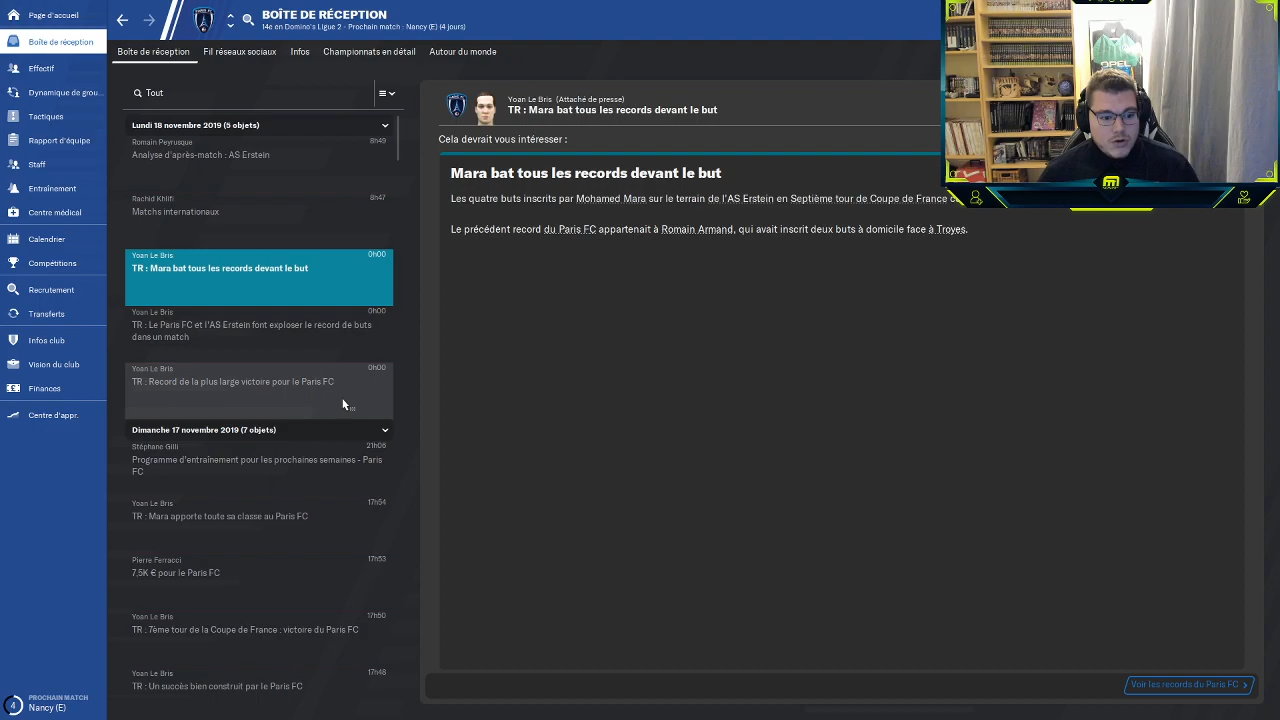 Page d'accueil
Boîte de réception
Effectif
Dynamique de grou...
Tactiques
Rapport d'équipe
Staff
Entraînement
Centre médical
Calendrier
Compétitions
Recrutement
Transferts
Infos club
Vision du club
Finances
Centre d'appr.
4
PROCHAIN MATCH
Nancy (E)
BOÎTE DE RÉCEPTION
14e en Domino's Ligue 2 - Prochain match : Nancy (E) (4 jours)
Boîte de réception
Fil réseaux sociaux
Infos
Championnats en détail
Autour du monde
Tout
Lundi 18 novembre 2019 (5 objets)
Romain Peyrusque 8h49
Analyse d'après-match : AS Erstein
Rachid Khlifi 8h47
Matchs internationaux
Yoan Le Bris 0h00
TR : Mara bat tous les records devant le but
Yoan Le Bris 0h00
TR : Le Paris FC et l'AS Erstein font exploser le record de buts
dans un match
Yoan Le Bris 0h00
TR : Record de la plus large victoire pour le Paris FC
Dimanche 17 novembre 2019 (7 objets)
Stéphane Gilli 21h06
Programme d'entraînement pour les prochaines semaines - Paris
FC
Yoan Le Bris 17h54
TR : Mara apporte toute sa classe au Paris FC
Pierre Ferracci 17h53
7,5K € pour le Paris FC
Yoan Le Bris 17h50
TR : 7ème tour de la Coupe de France : victoire du Paris FC
Yoan Le Bris 17h48
TR : Un succès bien construit par le Paris FC
Yoan Le Bris (Attaché de presse)
TR : Mara bat tous les records devant le but
Cela devrait vous intéresser :
Mara bat tous les records devant le but
Les quatre buts inscrits par Mohamed Mara sur le terrain de l'AS Erstein en Septième tour de Coupe de France
Le précédent record du Paris FC appartenait à Romain Armand, qui avait inscrit deux buts à domicile face à Troyes.
Voir les records du Paris FC
OPEL